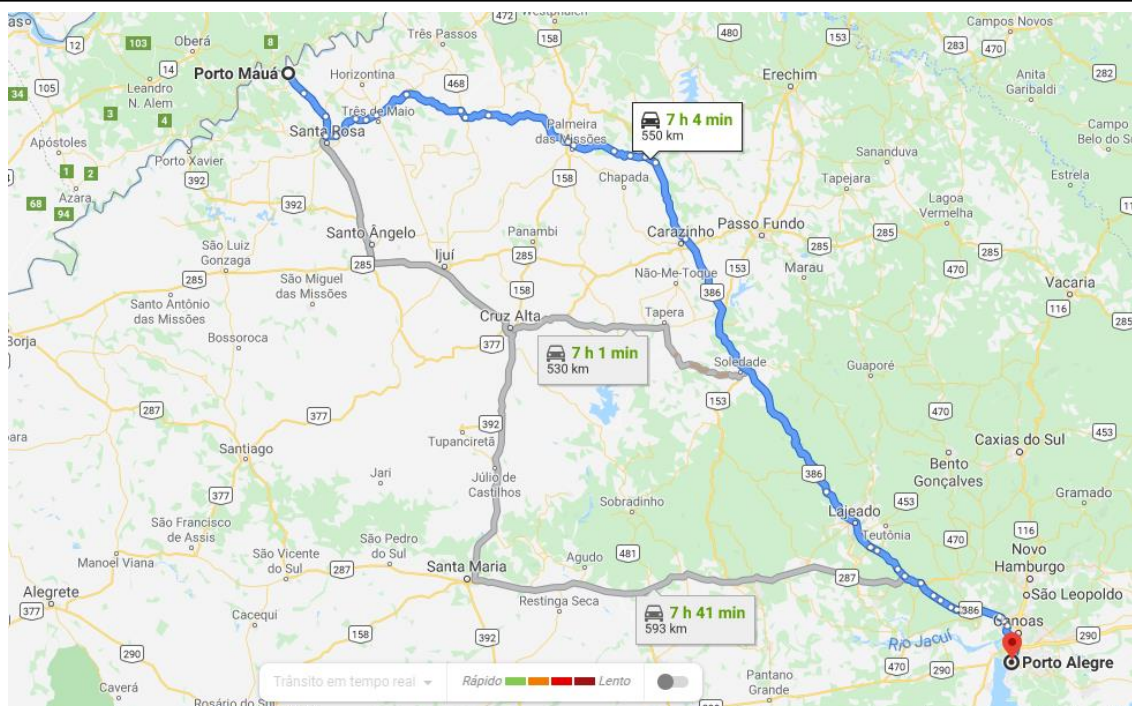 472
Westphalen
480
153
Campos Novos
as
12
103
Oberá
8
Três Passos
158
283
470
Porto Mauá
Horizontina
Erechim
Anita
Garibaldi
282
105
14
Leandro
N. Alem
468
34
3
4
Três de Maio
7 h 4 min
550 km
Campo
Belo do Su
Apóstoles
Santa Rosa
Palmeira
das Missões
Sananduva
Porto Xavier
1
2
392
158
Chapada
Tapejara
Estrela
Azara
68
94
392
Lagoa
Vermelha
11
Santo Ângelo
Panambi
Carazinho
Passo Fundo
285
285
São Luiz
Gonzaga
Ijuí
285
Não-Me-Toque
153
Marau
470
285
285
São Miguel
das Missões
158
386
Vacaria
Santo Antônio
das Missões
Cruz Alta
Tapera
116
285
Borja
Bossoroca
377
7 h 1 min
530 km
Soledade
Guaporé
287
377
392
153
470
453
Santiago
Tupanciretã
Caxias do Sul
Jari
Júlio de
Castilhos
386
Bento
Gonçalves
377
Sobradinho
453
Gramado
São Francisco
de Assis
Lajeado
Teutônia
116
Manoel Viana
São Vicente
do Sul
São Pedro
do Sul
Agudo
481
470
Novo
Hamburgo
287
Santa Maria
287
Alegrete
377
Restinga Seca
7 h 41 min
593 km
São Leopoldo
Cacequi
386
Canoas
158
392
Rio Jacuí
290
290
470
290
Porto Alegre
Caverá
Trânsito em tempo real
Rápido
Lento
Pantano
Grande
Rosário do Sul